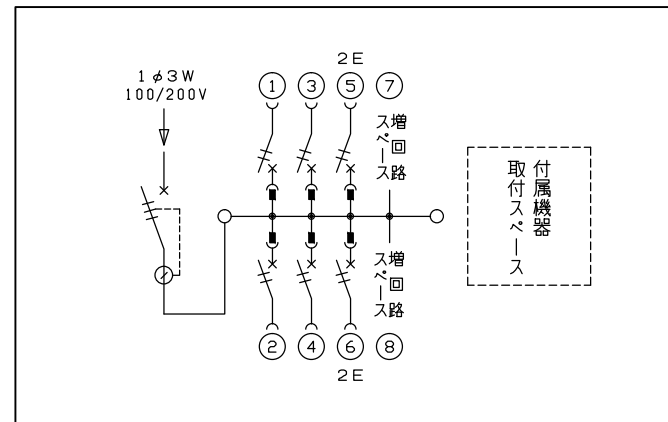 2E
1φ3W
100/200V
① ③ ⑤ ⑦
増回路
スペース
付属機器
取付スペース
増回路
スペース
② ④ ⑥ ⑧
2E